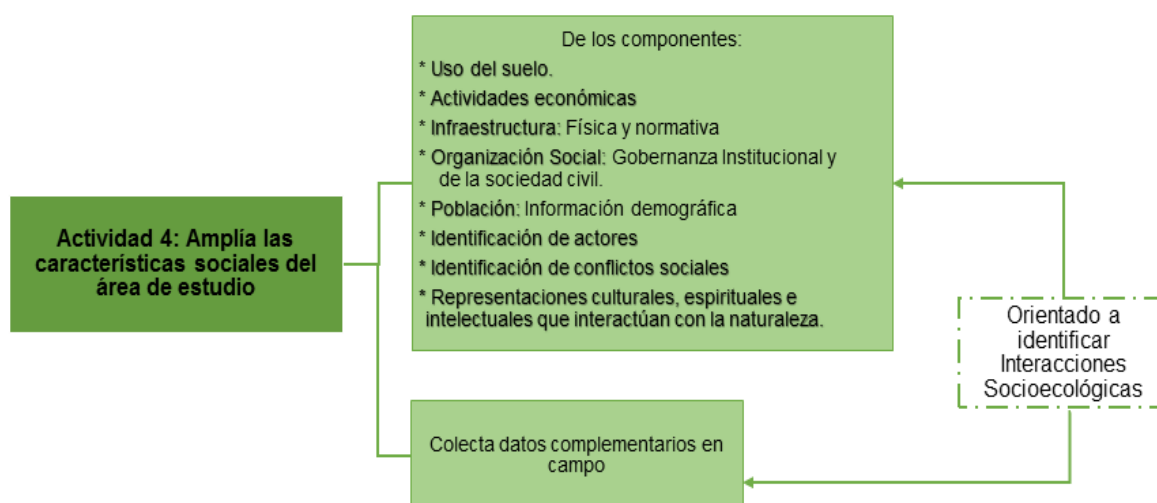 Actividad 4: Amplía las
características sociales del
área de estudio
De los componentes:
* Uso del suelo.
* Actividades económicas
* Infraestructura: Física y normativa
* Organización Social: Gobernanza Institucional y
de la sociedad civil.
* Población: Información demográfica
* Identificación de actores
* Identificación de conflictos sociales
* Representaciones culturales, espirituales e
intelectuales que interactúan con la naturaleza.
Colecta datos complementarios en
campo
Orientado a
identificar
Interacciones
Socioecológicas